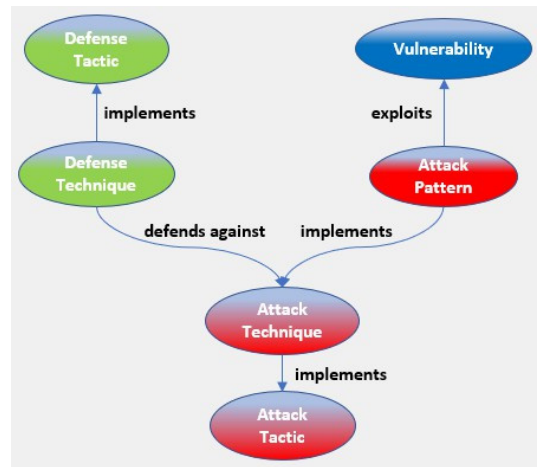 Defense
Tactic
Vulnerability
implements
exploits
Defense
Technique
Attack
Pattern
defends against
implements
Attack
Technique
implements
Attack
Tactic